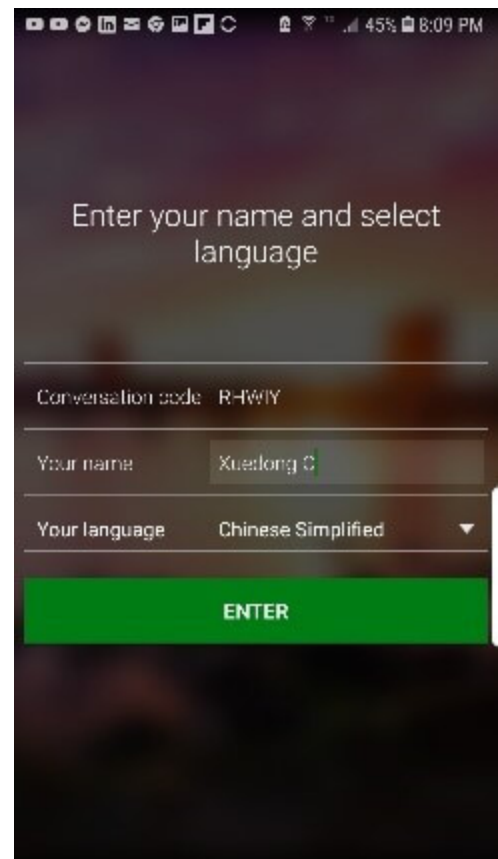 45% 8:09 PM
Enter your name and select
language
Conversation code RHWIY
Your name Xuedong C
Your language Chinese Simplified
ENTER